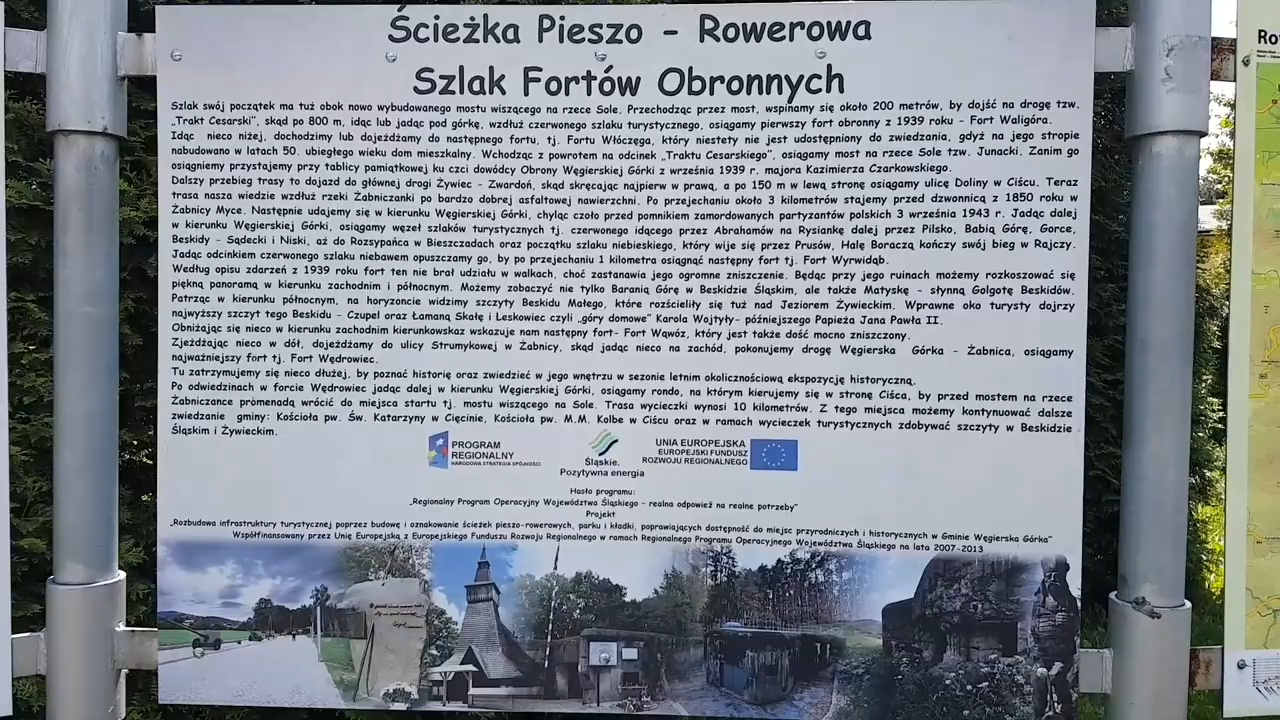 Ścieżka Pieszo - Rowerowa
Szlak Fortów Obronnych
Szlak swój początek ma tuż obok nowo wybudowanego mostu wiszącego na rzece Sole. Przechodząc przez most, wspinamy się około 200 metrów, by dojść na drogę tzw.
„Trakt Cesarski", skąd po 800 m, idąc lub jadąc pod górkę, wzdłuż czerwonego szlaku turystycznego, osiągamy pierwszy fort obronny z 1939 roku - Fort Waligóra.
Idąc nieco niżej, dochodzimy lub dojeżdżamy do następnego fortu, tj. Fortu Włóczęga, który niestety nie jest udostępniony do zwiedzania, gdyż na jego stropie
nabudowano w latach 50. ubiegłego wieku dom mieszkalny. Wchodząc z powrotem na odcinek „Traktu Cesarskiego", osiągamy most na rzece Sole tzw. Junacki. Zanim go
osiągniemy przystajemy przy tablicy pamiątkowej ku czci dowódcy Obrony Węgierskiej Górki z września 1939 r. majora Kazimierza Czarkowskiego.
Dalszy przebieg trasy to dojazd do głównej drogi Żywiec - Zwardoń, skąd skręcając najpierw w prawą, a po 150 m w lewą stronę osiągamy ulicę Doliny w Ciścu. Teraz
trasa nasza wiedzie wzdłuż rzeki Żabniczanki po bardzo dobrej asfaltowej nawierzchni. Po przejechaniu około 3 kilometrów stajemy przed dzwonnicą z 1850 roku w
Żabnicy Myce. Następnie udajemy się w kierunku Węgierskiej Górki, chyląc czoło przed pomnikiem zamordowanych partyzantów polskich 3 września 1943 r. Jadąc dalej
w kierunku Węgierskiej Górki, osiągamy węzeł szlaków turystycznych tj. czerwonego idącego przez Abrahamów na Rysiankę dalej przez Pilsko, Babią Górę, Gorce,
Beskidy - Sądecki i Niski, aż do Rozsypańca w Bieszczadach oraz początku szlaku niebieskiego, który wije się przez Prusów, Halę Boraczą kończy swój bieg w Rajczy.
Jadąc odcinkiem czerwonego szlaku niebawem opuszczamy go, by po przejechaniu 1 kilometra osiągnąć następny fort tj. Fort Wyrwidąb.
Według opisu zdarzeń z 1939 roku fort ten nie brał udziału w walkach, choć zastanawia jego ogromne zniszczenie. Będąc przy jego ruinach możemy rozkoszować się
piękną panoramą w kierunku zachodnim i północnym. Możemy zobaczyć nie tylko Baranią Górę w Beskidzie Śląskim, ale także Matyskę - słynną Golgotę Beskidów.
Patrząc w kierunku północnym, na horyzoncie widzimy szczyty Beskidu Małego, które rozścieliły się tuż nad Jeziorem Żywieckim. Wprawne oko turysty dojrzy
najwyższy szczyt tego Beskidu - Czupel oraz Łamaną Skałę i Leskowiec czyli „góry domowe" Karola Wojtyły- późniejszego Papieża Jana Pawła II.
Obniżając się nieco w kierunku zachodnim kierunkowskaz wskazuje nam następny fort- Fort Wąwóz, który jest także dość mocno zniszczony.
Zjeżdżając nieco w dół, dojeżdżamy do ulicy Strumykowej w Żabnicy, skąd jadąc nieco na zachód, pokonujemy drogę Węgierska Górka - Żabnica, osiągamy
najważniejszy fort tj. Fort Wędrowiec.
Tu zatrzymujemy się nieco dłużej, by poznać historię oraz zwiedzić w jego wnętrzu w sezonie letnim okolicznościową ekspozycję historyczną.
Po odwiedzinach w forcie Wędrowiec jadąc dalej w kierunku Węgierskiej Górki, osiągamy rondo, na którym kierujemy się w stronę Ciśca, by przed mostem na rzece
Żabniczance promenadą wrócić do miejsca startu tj. mostu wiszącego na Sole. Trasa wycieczki wynosi 10 kilometrów. Z tego miejsca możemy kontynuować dalsze
zwiedzanie gminy: Kościoła pw. Św. Katarzyny w Cięcinie, Kościoła pw. M.M. Kolbe w Ciścu oraz w ramach wycieczek turystycznych zdobywać szczyty w Beskidzie
Śląskim i Żywieckim.
PROGRAM
REGIONALNY
NARODOWA STRATEGIA SPÓJNOŚCI
Śląskie.
Pozytywna energia
UNIA EUROPEJSKA
EUROPEJSKI FUNDUSZ
ROZWOJU REGIONALNEGO
Hasło programu:
„Regionalny Program Operacyjny Województwa Śląskiego - realna odpowież na realne potrzeby"
Projekt
„Rozbudowa infrastruktury turystycznej poprzez budowę i oznakowanie ścieżek pieszo-rowerowych, parku i kładki, poprawiających dostępność do miejsc przyrodniczych i historycznych w Gminie Węgierska Górka"
Współfinansowany przez Unię Europejską z Europejskiego Funduszu Rozwoju Regionalnego w ramach Regionalnego Programu Operacyjnego Województwa Śląskiego na lata 2007-2013